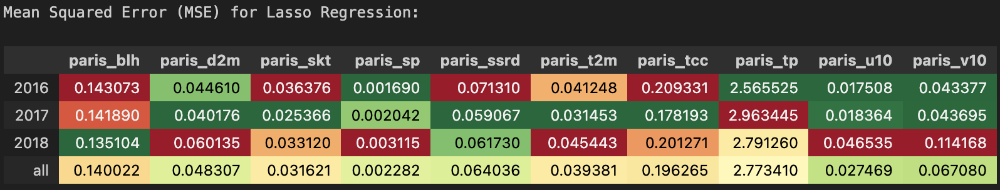 Mean Squared Error (MSE) for Lasso Regression:
paris_blh paris_d2m paris_skt paris_sp paris_ssrd paris_t2m paris_tcc paris_tp paris_u10 paris_v10
2016 0.143073 0.044610 0.036376 0.001690 0.071310 0.041248 0.209331 2.565525 0.017508 0.043377
2017 0.141890 0.040176 0.025366 0.002042 0.059067 0.031453 0.178193 2.963445 0.018364 0.043695
2018 0.135104 0.060135 0.033120 0.003115 0.061730 0.045443 0.201271 2.791260 0.046535 0.114168
all 0.140022 0.048307 0.031621 0.002282 0.064036 0.039381 0.196265 2.773410 0.027469 0.067080